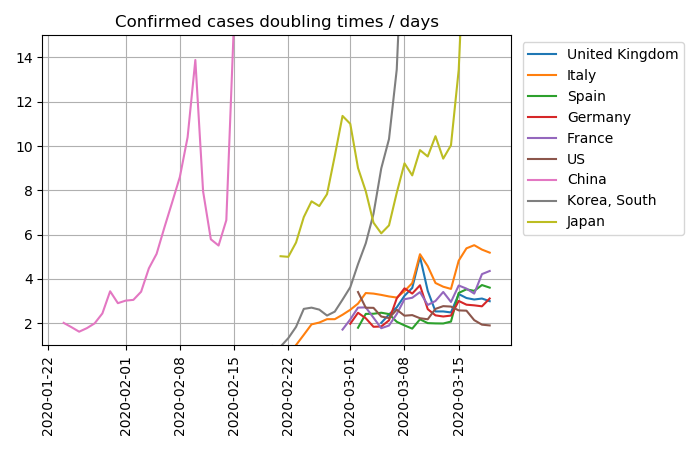 Confirmed cases doubling times / days
14
12
10
8
6
4
2
2020-01-22
2020-02-01
2020-02-08
2020-02-15
2020-02-22
2020-03-01
2020-03-08
2020-03-15
United Kingdom
Italy
Spain
Germany
France
US
China
Korea, South
Japan